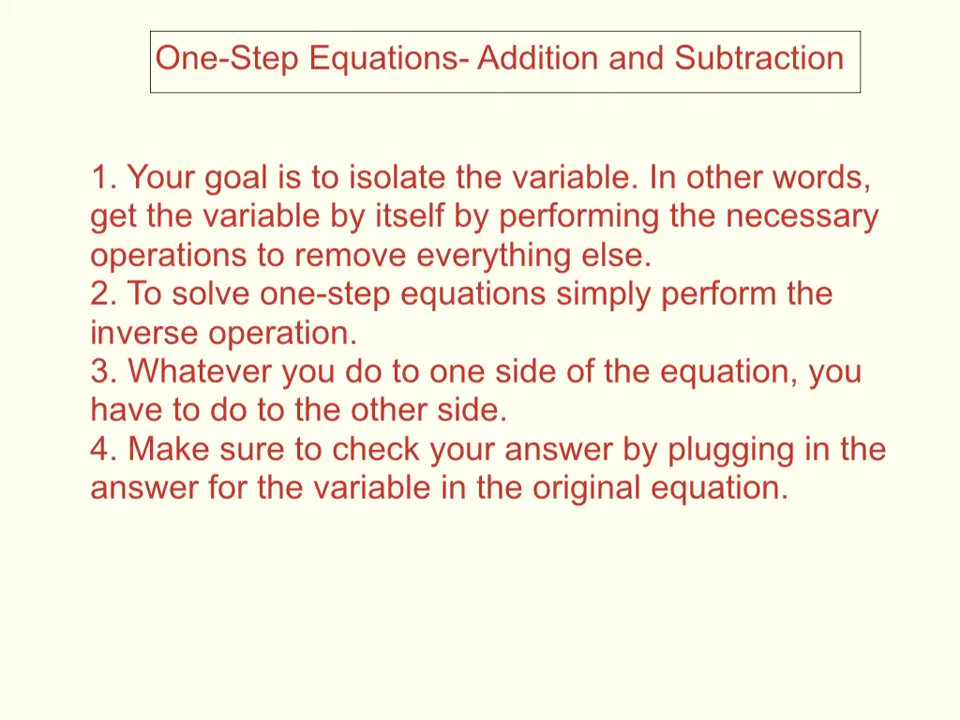 One-Step Equations- Addition and Subtraction
1. Your goal is to isolate the variable. In other words,
get the variable by itself by performing the necessary
operations to remove everything else.
2. To solve one-step equations simply perform the
inverse operation.
3. Whatever you do to one side of the equation, you
have to do to the other side.
4. Make sure to check your answer by plugging in the
answer for the variable in the original equation.